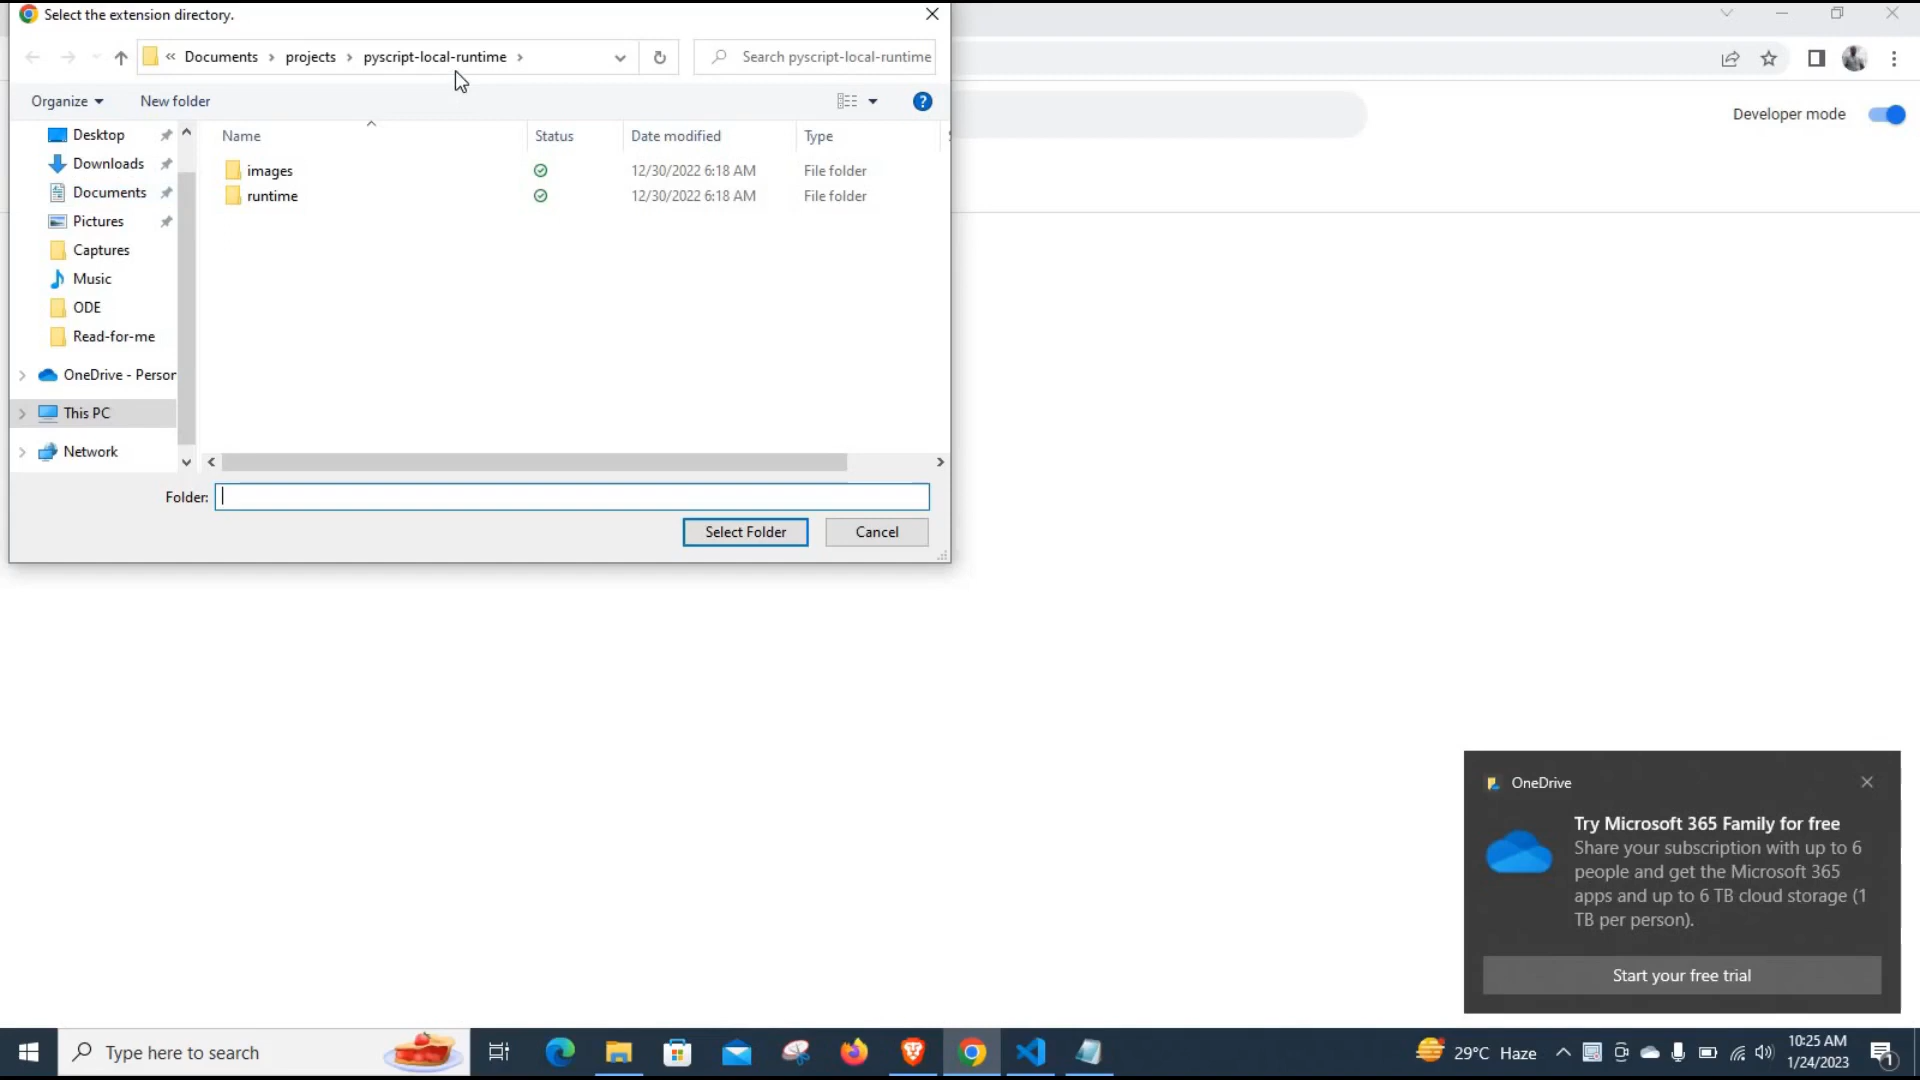 Select the extension directory.
« Documents › projects › pyscript-local-runtime ›
Search pyscript-local-runtime
Organize
New folder
Developer mode
Desktop
Downloads
Documents
Pictures
Captures
Music
ODE
Read-for-me
OneDrive - Person
This PC
Network
Name Status Date modified Type
images 12/30/2022 6:18 AM File folder
runtime 12/30/2022 6:18 AM File folder
Folder:
Select Folder
Cancel
OneDrive
Try Microsoft 365 Family for free
Share your subscription with up to 6
people and get the Microsoft 365
apps and up to 6 TB cloud storage (1
TB per person).
Start your free trial
Type here to search
29°C Haze
10:25 AM
1/24/2023
1